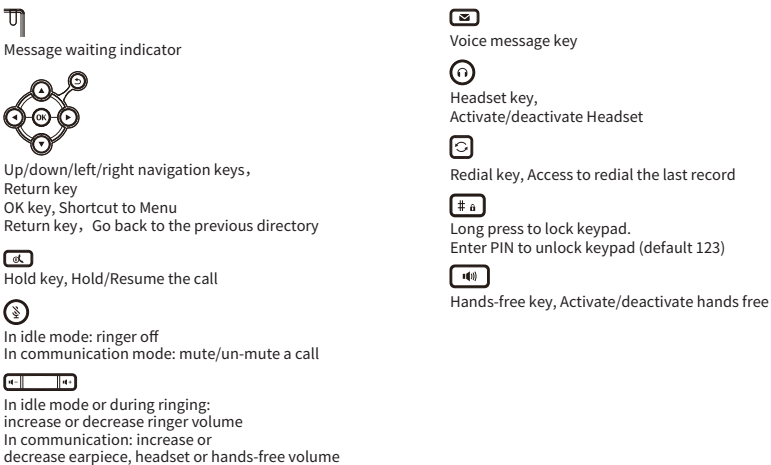 Message waiting indicator
OK
Up/down/left/right navigation keys，
Return key
OK key, Shortcut to Menu
Return key，Go back to the previous directory
Hold key, Hold/Resume the call
In idle mode: ringer off
In communication mode: mute/un-mute a call
- +
In idle mode or during ringing:
increase or decrease ringer volume
In communication: increase or
decrease earpiece, headset or hands-free volume
Voice message key
Headset key,
Activate/deactivate Headset
Redial key, Access to redial the last record
#
Long press to lock keypad.
Enter PIN to unlock keypad (default 123)
Hands-free key, Activate/deactivate hands free